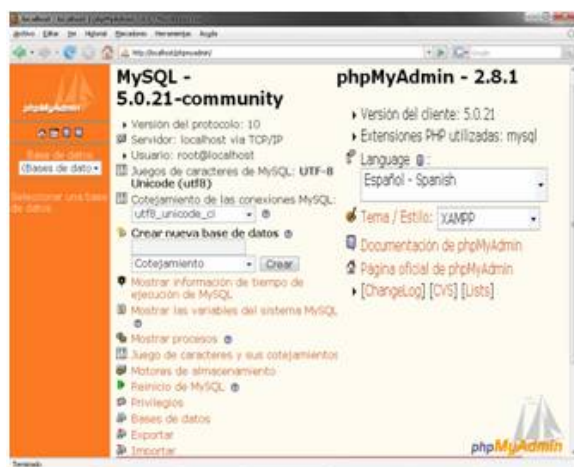 phpMyAdmin
Base de datos
(Bases de dato
Seleccionar una base
de datos
MySQL -
5.0.21-community
Versión del protocolo: 10
Servidor: localhost via TCP/IP
Usuario: root@localhost
Juegos de caracteres de MySQL: UTF-8
Unicode (utf8)
Cotejamiento de las conexiones MySQL:
utf8_unicode_ci
Crear nueva base de datos
Cotejamiento
Crear
Mostrar información de tiempo de
ejecución de MySQL
Mostrar las variables del sistema MySQL
Mostrar procesos
Juego de caracteres y sus cotejamientos
Motores de almacenamiento
Reinicio de MySQL
Privilegios
Bases de datos
Exportar
Importar
phpMyAdmin - 2.8.1
Versión del cliente: 5.0.21
Extensiones PHP utilizadas: mysql
Language
Español - Spanish
Tema / Estilo: XAMPP
Documentación de phpMyAdmin
Página oficial de phpMyAdmin
[ChangeLog] [CVS] [Lists]
phpMyAdmin
Terminado